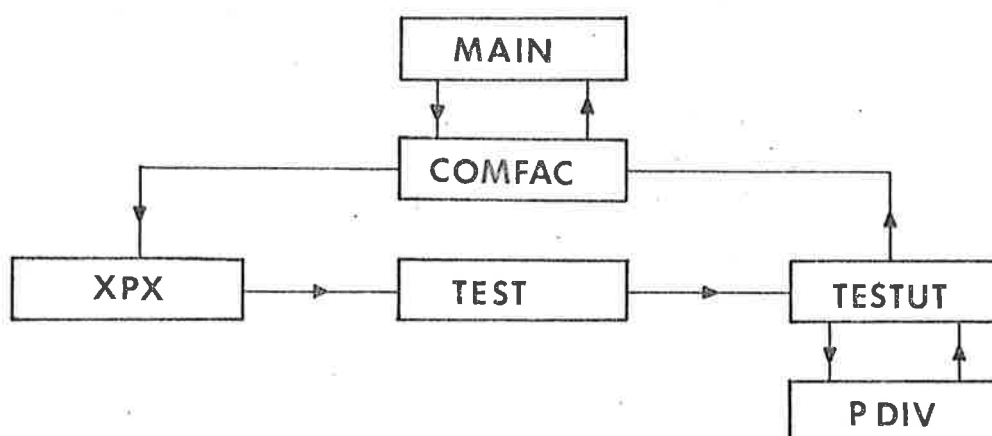 MAIN
COMFAC
XPX
TEST
TESTUT
P DIV